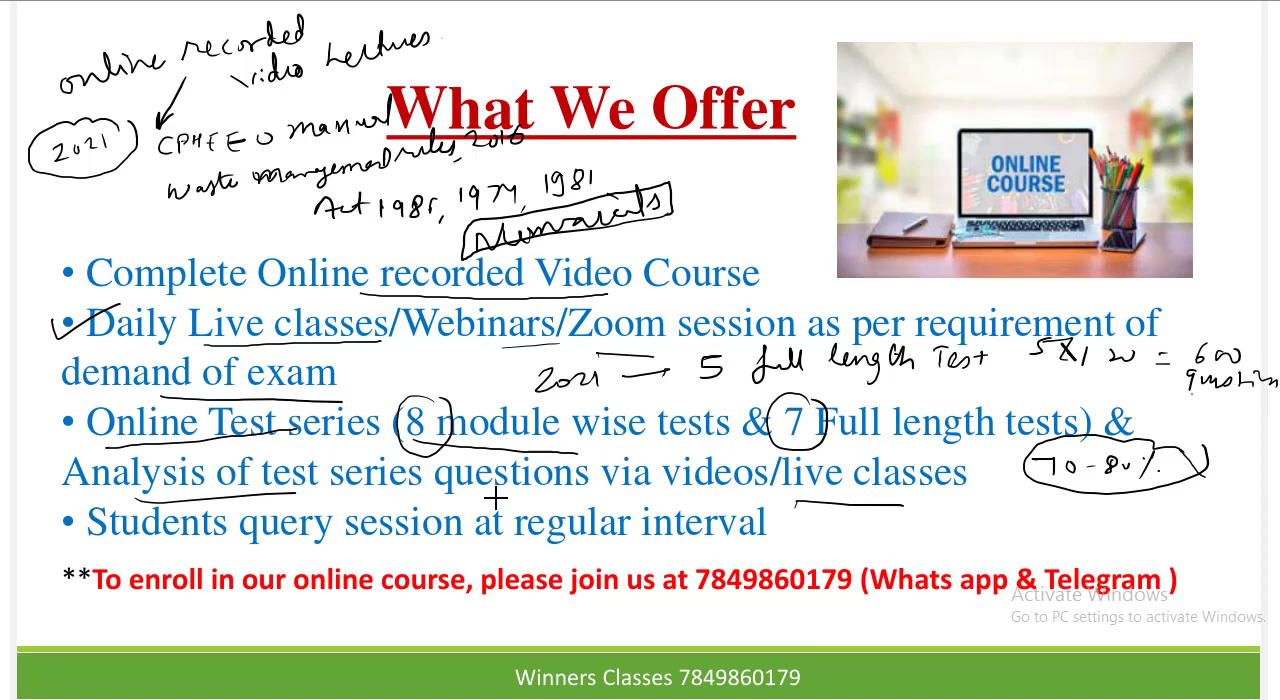 online recorded
video Lectures
2021
CPHEEO manual
Waste management rules, 2016
Act 1986, 1974, 1981
What We Offer
ONLINE
COURSE
• Complete Online recorded Video Course
• Daily Live classes/Webinars/Zoom session as per requirement of
demand of exam
2021 → 5 full length Test 5X120 = 600
question
• Online Test series (8 module wise tests & 7 Full length tests) &
Analysis of test series questions via videos/live classes
70-80%
• Students query session at regular interval
**To enroll in our online course, please join us at 7849860179 (Whats app & Telegram )
Activate Windows
Go to PC settings to activate Windows.
Winners Classes 7849860179